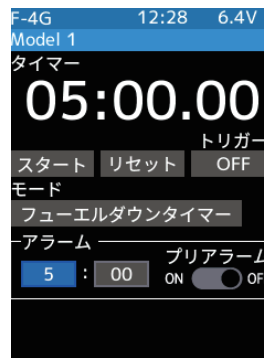 F-4G 12:28 6.4V
Model 1
タイマー
05:00.00
トリガー
スタート リセット OFF
モード
フューエルダウンタイマー
アラーム
プリアラーム
5 : 00 ON OF